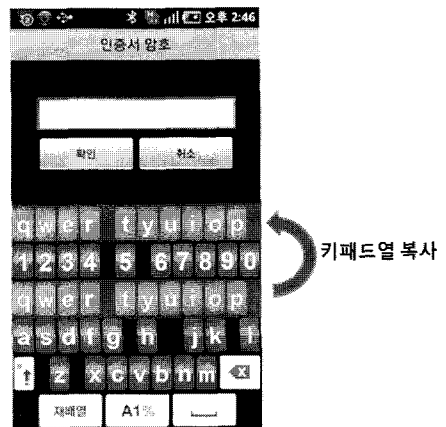 오후 2:46
인증서 암호
확인 취소
q w e r t y u i o p
1 2 3 4 5 6 7 8 9 0
키패드열 복사
q w e r t y u i o p
a s d f g h j k l
z x c v b n m
재배열 A1%